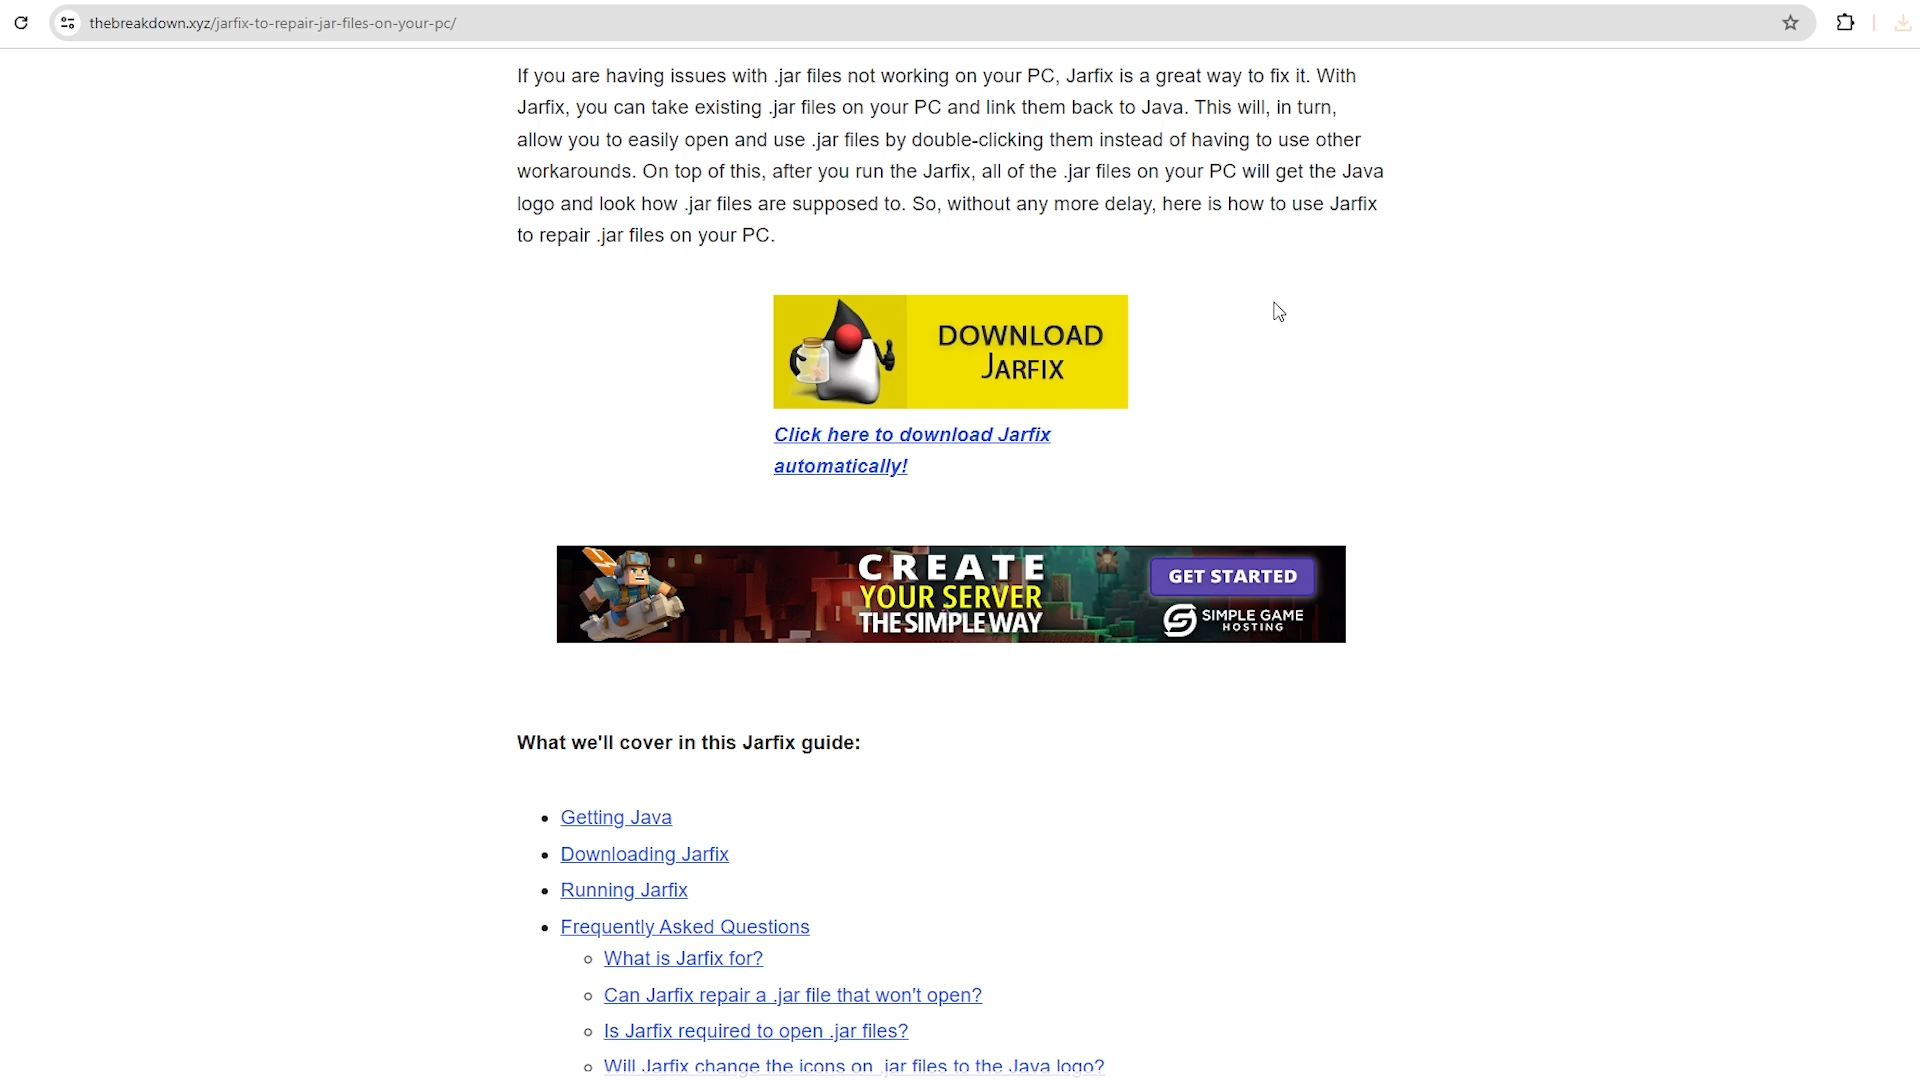 thebreakdown.xyz/jarfix-to-repair-jar-files-on-your-pc/
If you are having issues with .jar files not working on your PC, Jarfix is a great way to fix it. With
Jarfix, you can take existing .jar files on your PC and link them back to Java. This will, in turn,
allow you to easily open and use .jar files by double-clicking them instead of having to use other
workarounds. On top of this, after you run the Jarfix, all of the .jar files on your PC will get the Java
logo and look how .jar files are supposed to. So, without any more delay, here is how to use Jarfix
to repair .jar files on your PC.
DOWNLOAD
JARFIX
Click here to download Jarfix
automatically!
CREATE
YOUR SERVER
THE SIMPLE WAY
GET STARTED
SIMPLE GAME
HOSTING
What we'll cover in this Jarfix guide:
Getting Java
Downloading Jarfix
Running Jarfix
Frequently Asked Questions
What is Jarfix for?
Can Jarfix repair a .jar file that won't open?
Is Jarfix required to open .jar files?
Will Jarfix change the icons on .jar files to the Java logo?